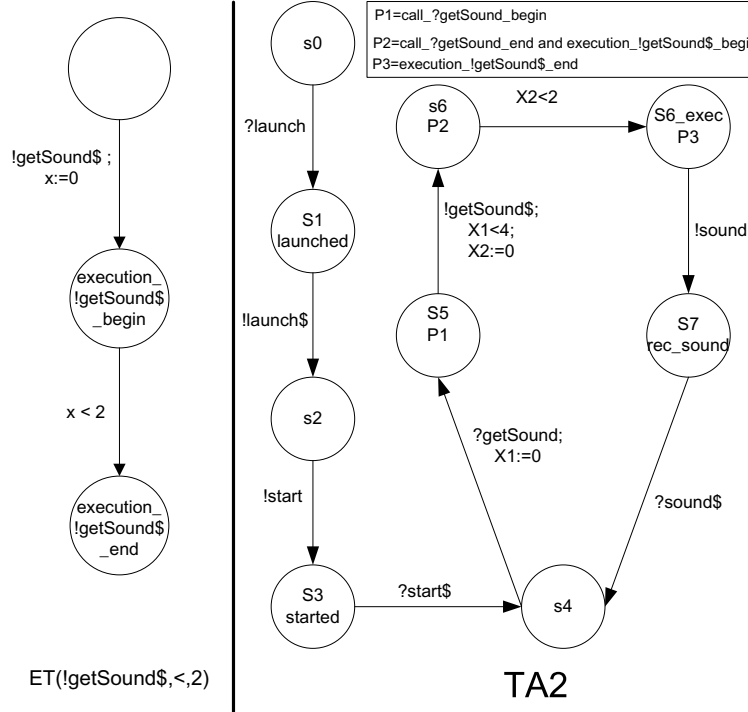 !getSound$ ;
x:=0
execution_
!getSound$
_begin
x < 2
execution_
!getSound$
_end
ET(!getSound$,<,2)
P1=call_?getSound_begin
P2=call_?getSound_end and execution_!getSound$_begi
P3=execution_!getSound$_end
s0
?launch
S1
launched
!launch$
s2
!start
S3
started
?start$
s4
?getSound;
X1:=0
S5
P1
!getSound$;
X1<4;
X2:=0
s6
P2
X2<2
S6_exec
P3
!sound
S7
rec_sound
?sound$
TA2